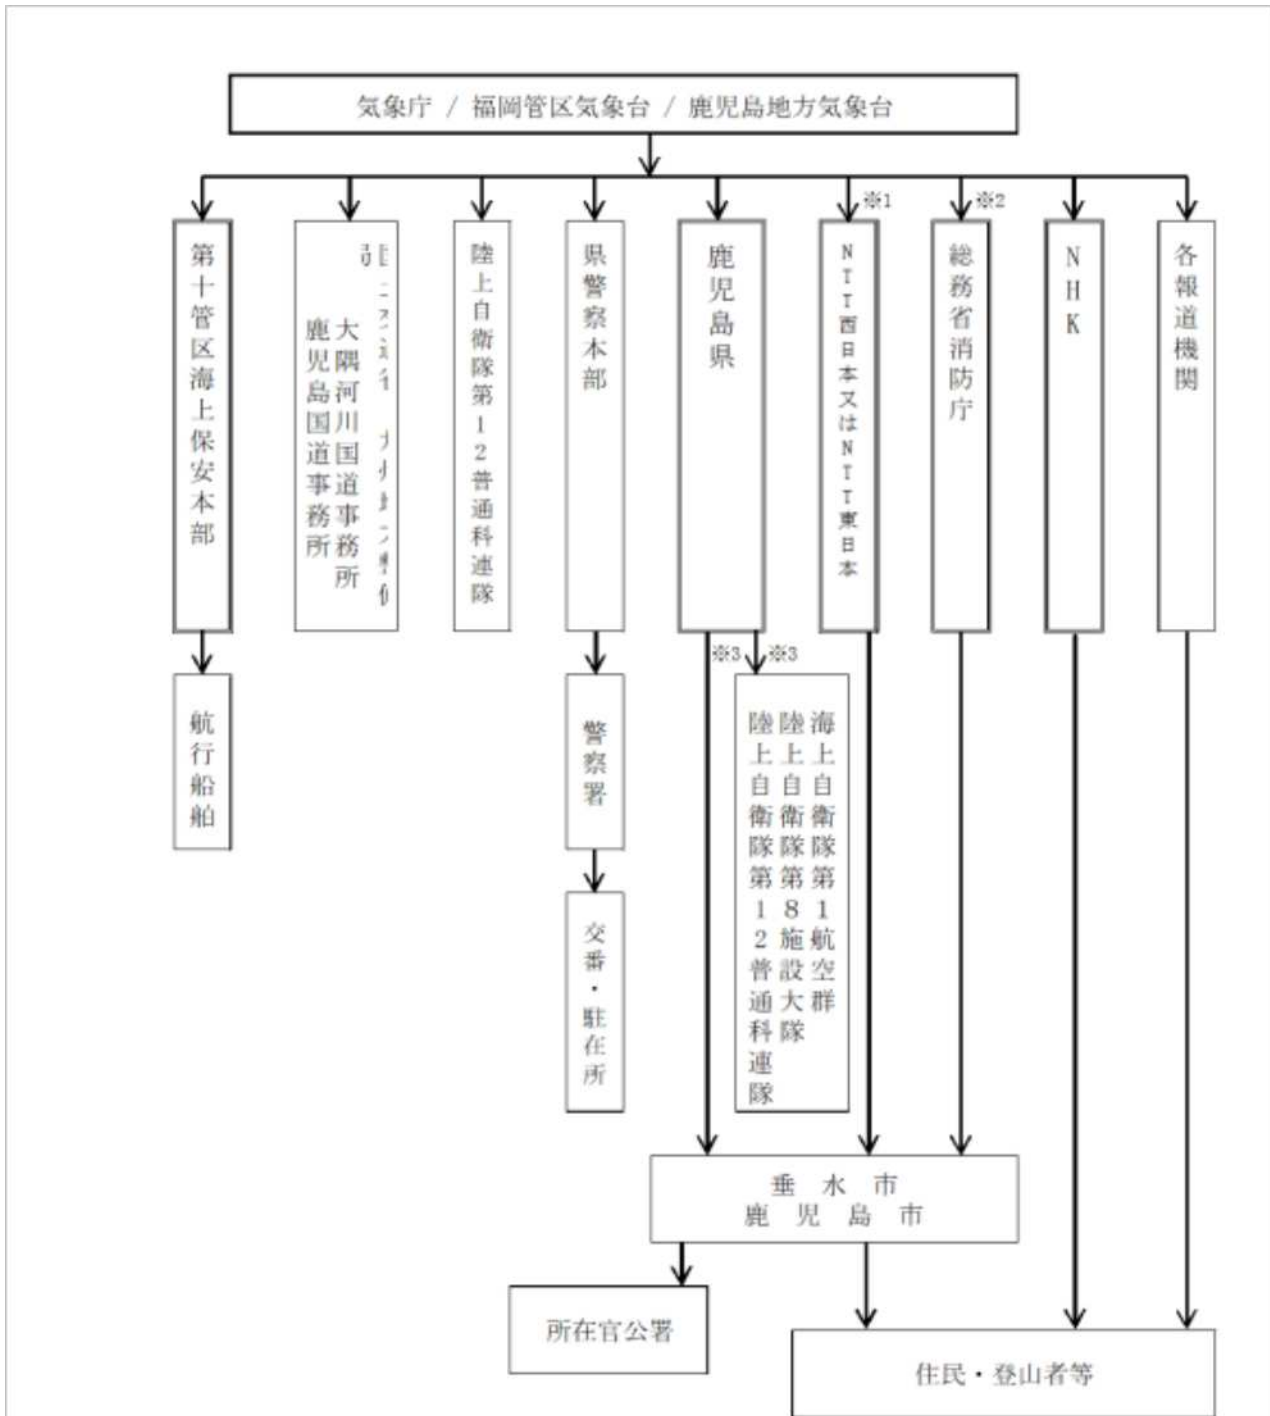 気象庁 / 福岡管区気象台 / 鹿児島地方気象台
※1
※2
第十管区海上保安本部
大隅河川国道事務所
鹿児島国道事務所
陸上自衛隊第12普通科連隊
県警察本部
鹿児島県
NTT西日本又はNTT東日本
総務省消防庁
NHK
各報道機関
※3
※3
航行船舶
警察署
海上自衛隊第1航空群
陸上自衛隊第8施設大隊
陸上自衛隊第12普通科連隊
交番・駐在所
垂水市
鹿児島市
所在官公署
住民・登山者等